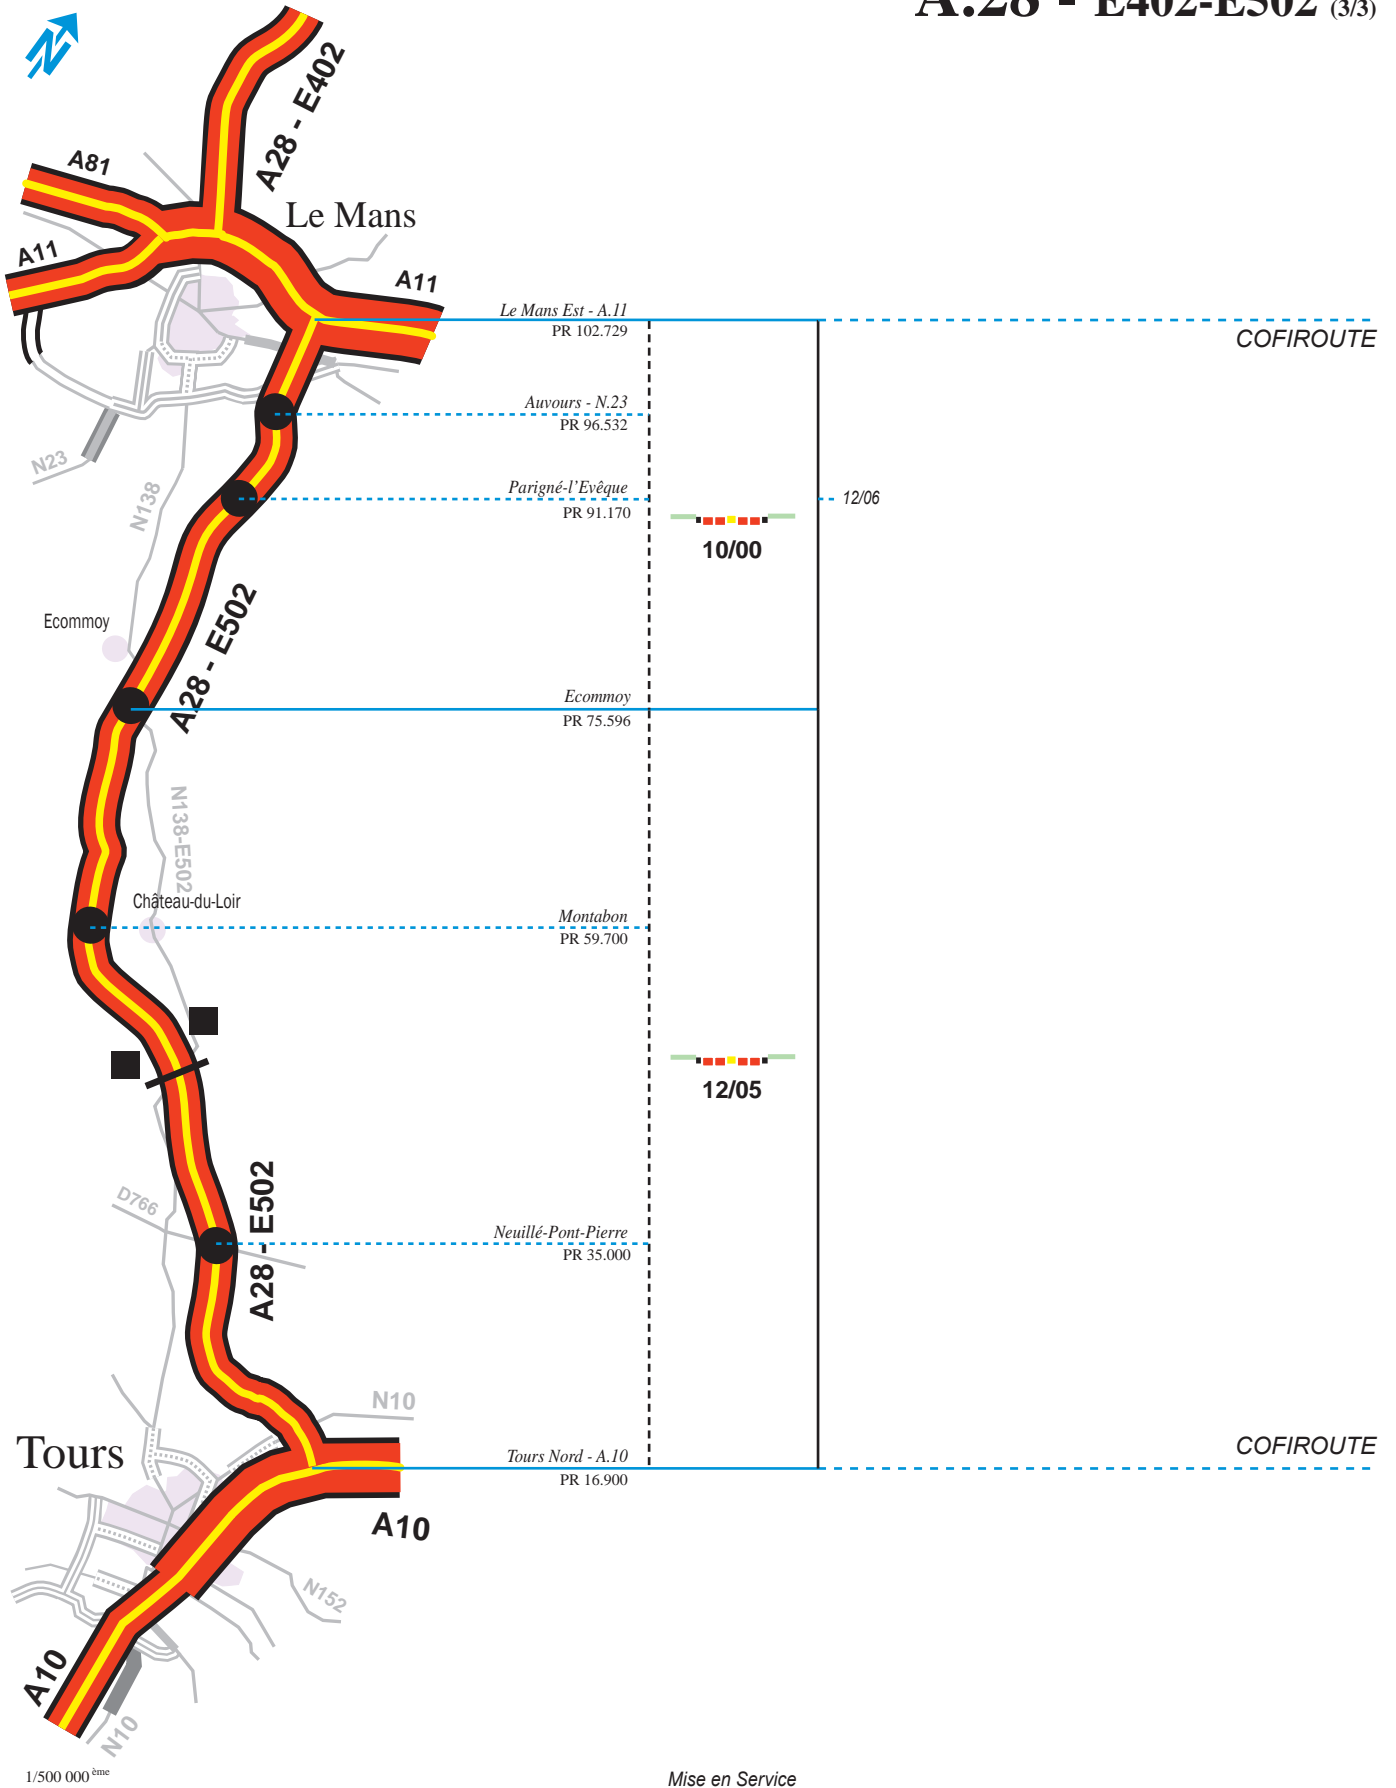 A.28 - E402-E502 (3/3)
N
A28 - E402
A81
Le Mans
A11
A11
Le Mans Est - A.11
PR 102.729
COFIROUTE
Auvours - N.23
PR 96.532
N23
Parigné-l'Evêque
PR 91.170
12/06
N138
10/00
Ecommoy
A28 - E502
Ecommoy
PR 75.596
N138-E502
Château-du-Loir
Montabon
PR 59.700
12/05
A28 - E502
D766
Neuillé-Pont-Pierre
PR 35.000
N10
Tours
Tours Nord - A.10
PR 16.900
COFIROUTE
A10
N152
A10
N10
1/500 000 ème
Mise en Service